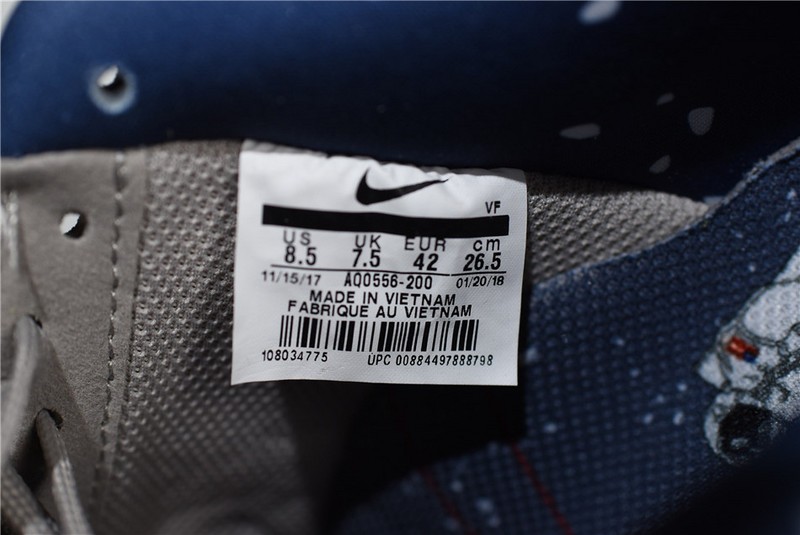 VF
US UK EUR cm
8.5 7.5 42 26.5
11/15/17 AQ0556-200 01/20/18
MADE IN VIETNAM
FABRIQUE AU VIETNAM
108034775 UPC 00884497888798